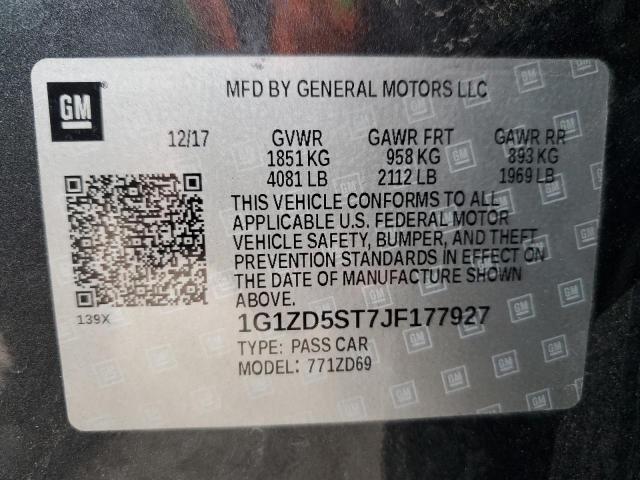 GM
MFD BY GENERAL MOTORS LLC
12/17 GVWR GAWR FRT GAWR RR
1851 KG 958 KG 893 KG
4081 LB 2112 LB 1969 LB
THIS VEHICLE CONFORMS TO ALL
APPLICABLE U.S. FEDERAL MOTOR
VEHICLE SAFETY, BUMPER, AND THEFT
PREVENTION STANDARDS IN EFFECT ON
THE DATE OF MANUFACTURE SHOWN
ABOVE.
139X
1G1ZD5ST7JF177927
TYPE: PASS CAR
MODEL: 771ZD69